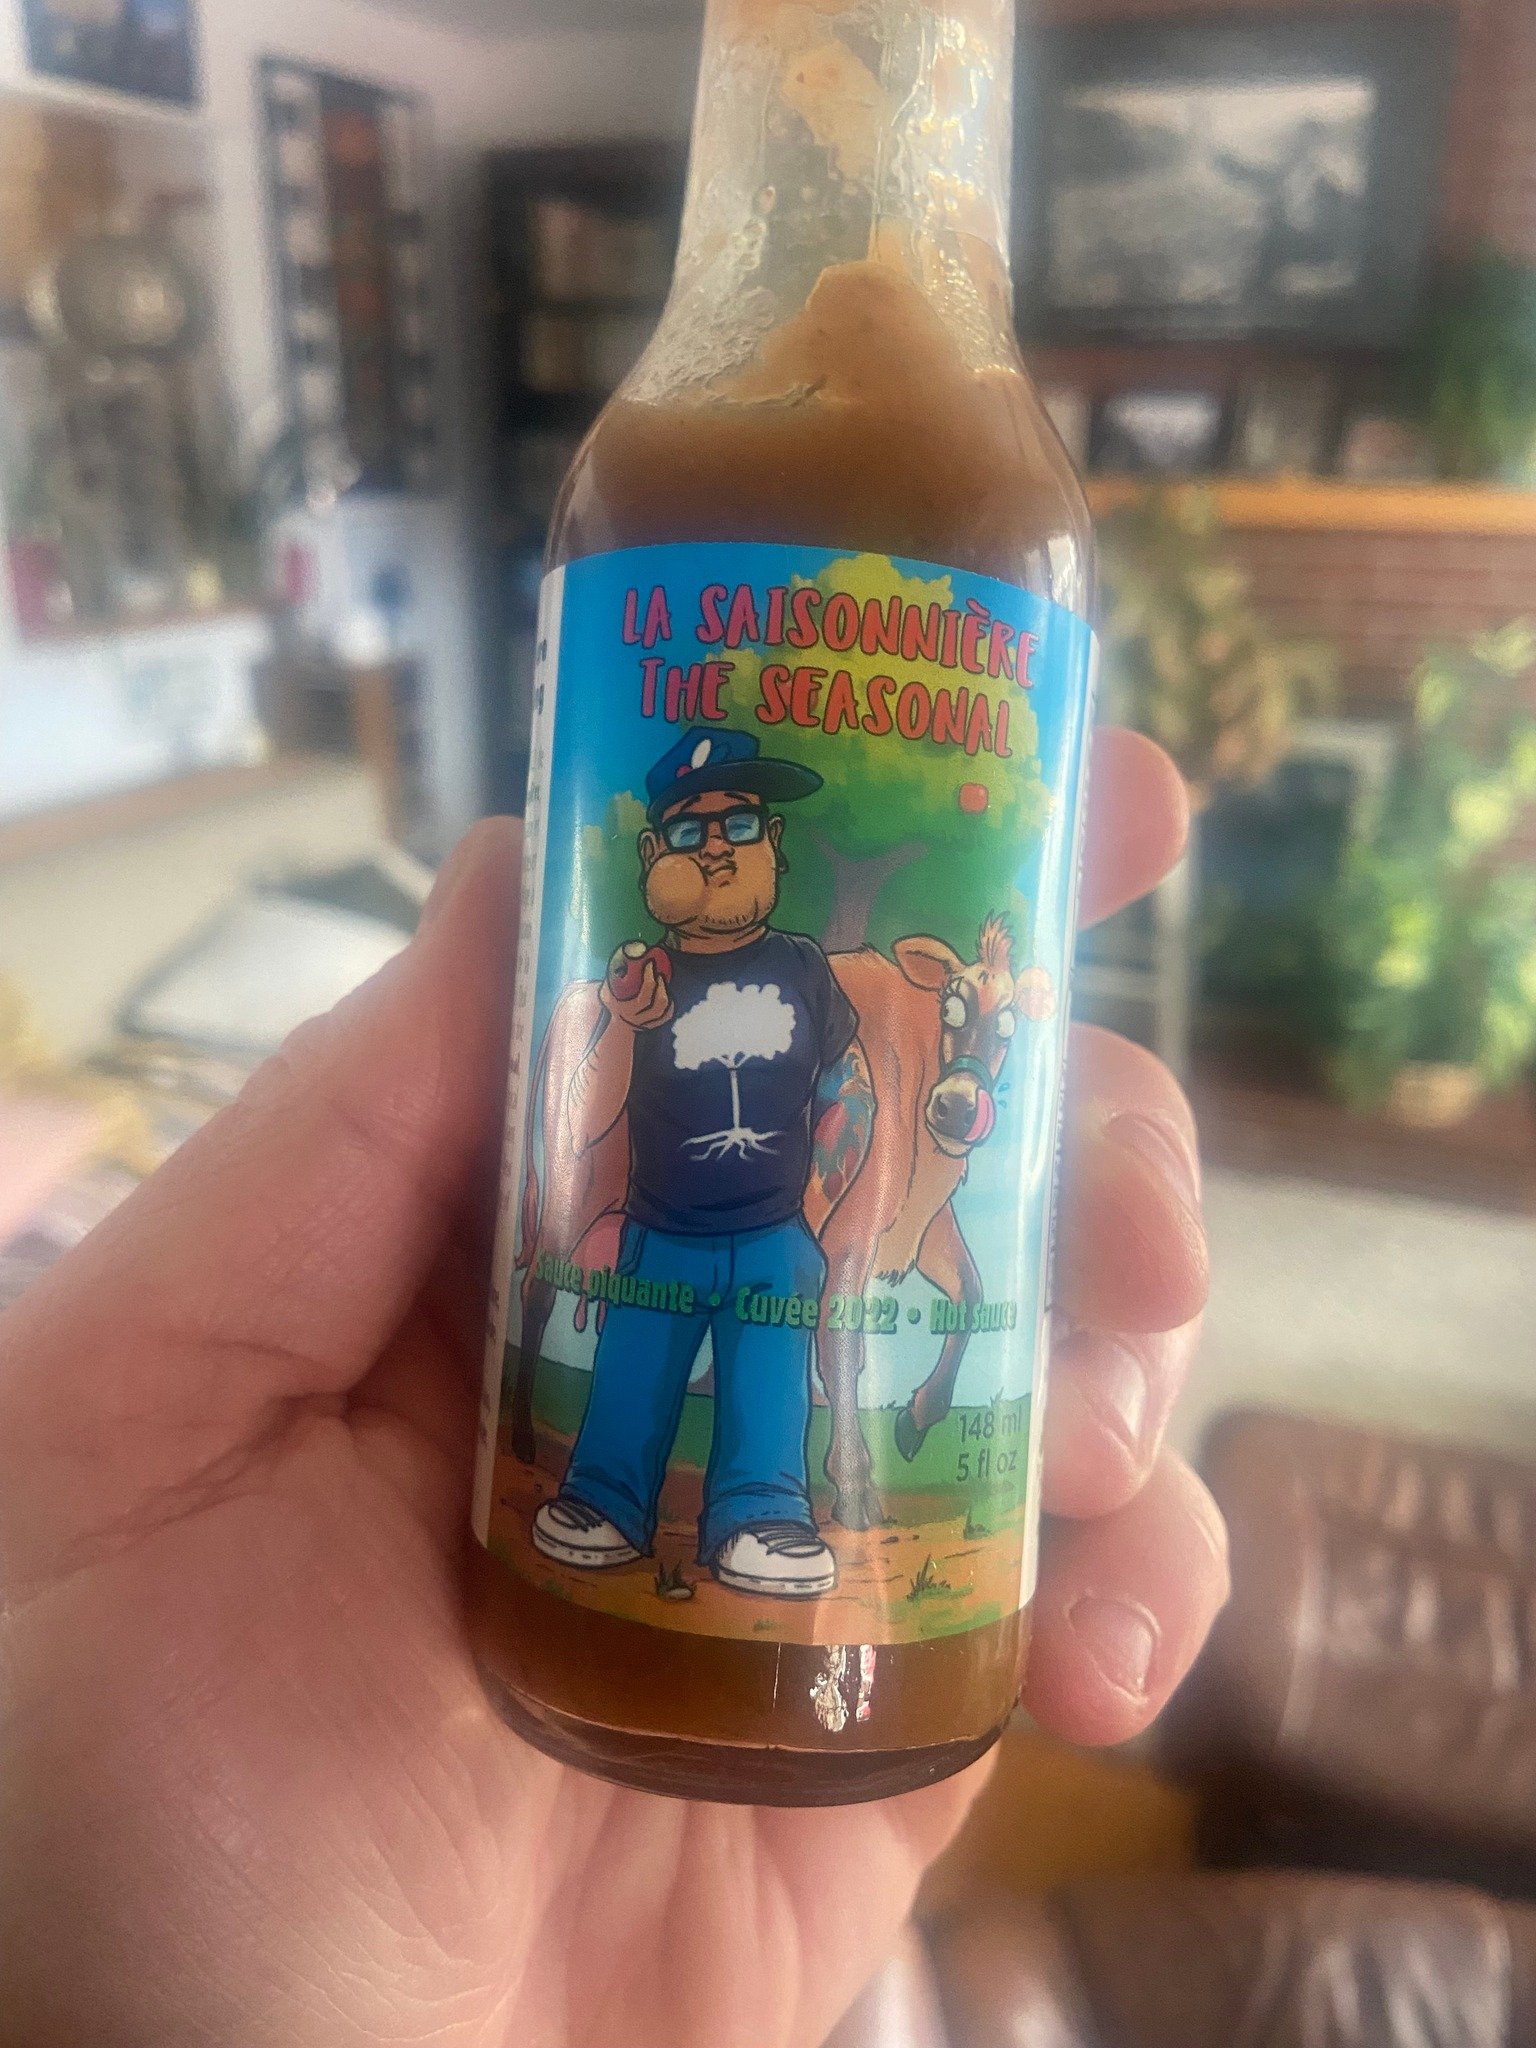 LA SAISONNIÈRE
THE SEASONAL
Sauce piquante • Cuvée 2022 • Hot sauce
148 ml
5 fl oz